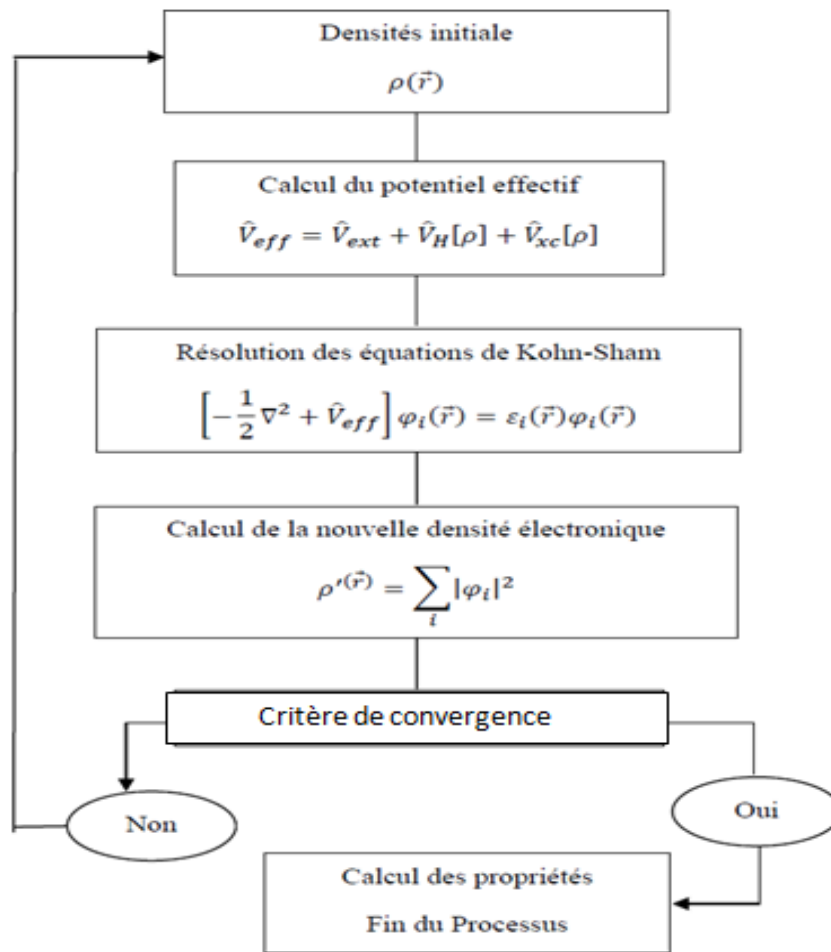 Densités initiale
ρ(r⃗)
Calcul du potentiel effectif
V̂eff = V̂ext + V̂H[ρ] + V̂xc[ρ]
Résolution des équations de Kohn-Sham
[−1/2 ∇² + V̂eff] φi(r⃗) = εi(r⃗)φi(r⃗)
Calcul de la nouvelle densité électronique
ρ′(r⃗) = ∑i |φi|²
Critère de convergence
Non
Oui
Calcul des propriétés
Fin du Processus